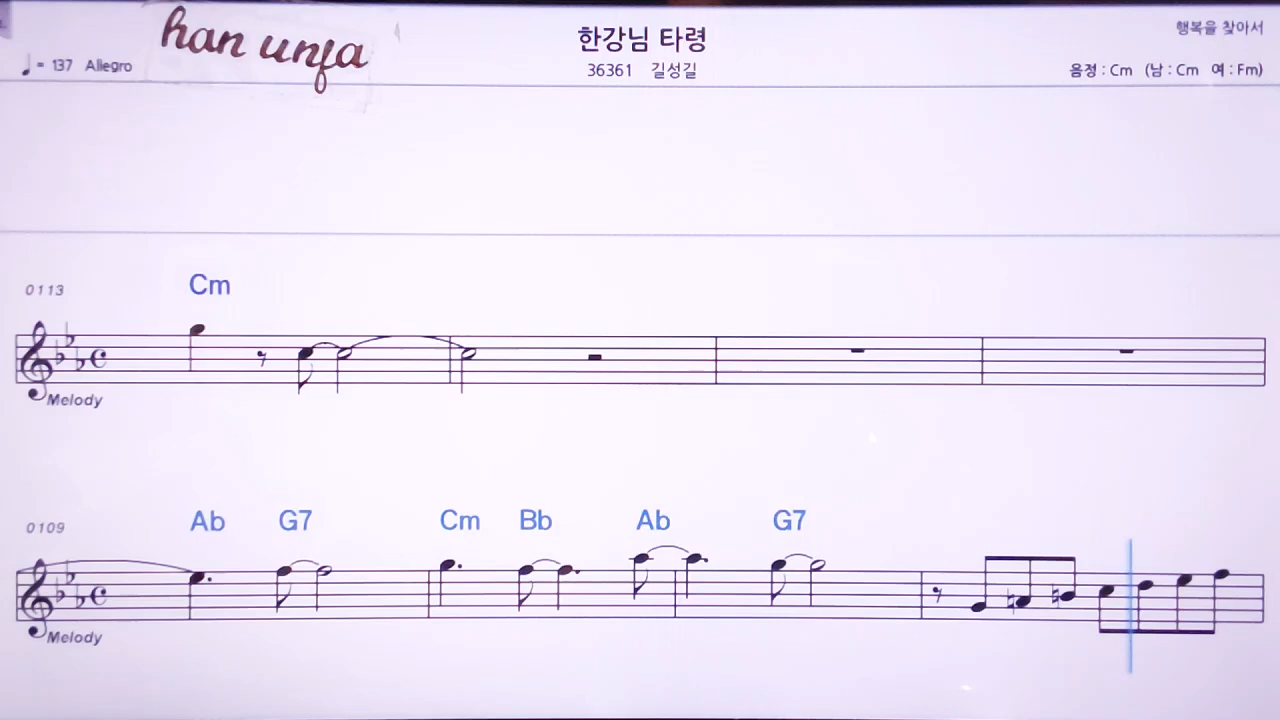 han unfa
한강님 타령
행복을 찾아서
♩ = 137 Allegro
36361 길성길
음정 : Cm (남 : Cm 여 : Fm)
0113
Cm
Melody
0109
Ab G7 Cm Bb Ab G7
Melody